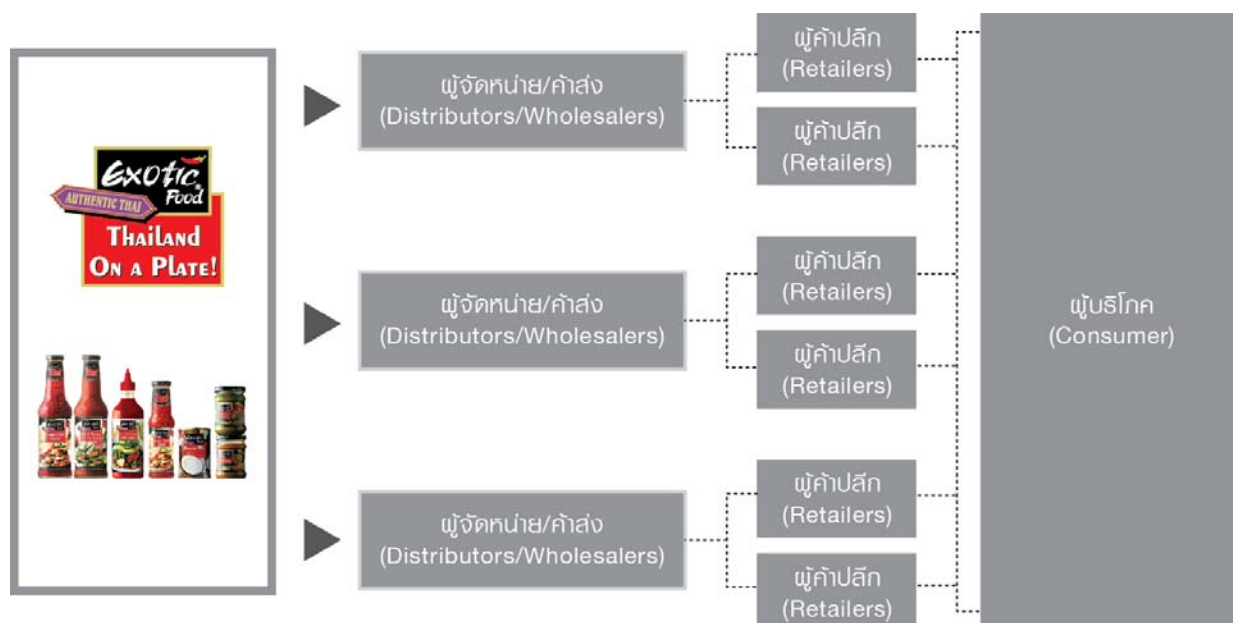 Exotic
Food
AUTHENTIC THAI
THAILAND
ON A PLATE!
ผู้จัดหน่าย/ค้าส่ง
(Distributors/Wholesalers)
ผู้ค้าปลีก
(Retailers)
ผู้ค้าปลีก
(Retailers)
ผู้จัดหน่าย/ค้าส่ง
(Distributors/Wholesalers)
ผู้ค้าปลีก
(Retailers)
ผู้ค้าปลีก
(Retailers)
ผู้จัดหน่าย/ค้าส่ง
(Distributors/Wholesalers)
ผู้ค้าปลีก
(Retailers)
ผู้ค้าปลีก
(Retailers)
ผู้บริโภค
(Consumer)